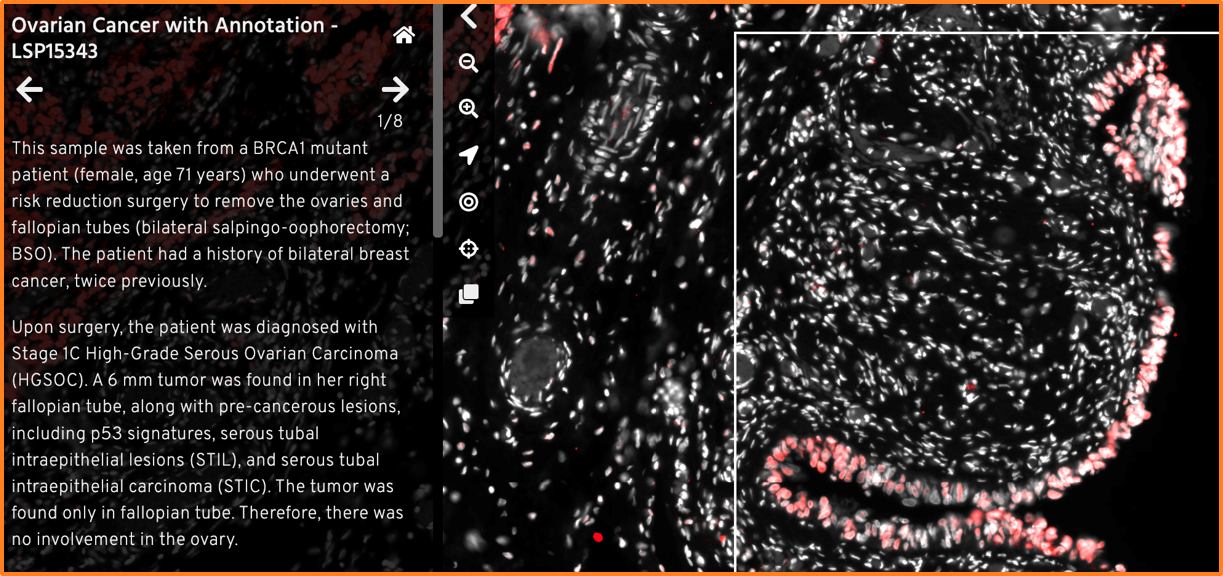 Ovarian Cancer with Annotation -
LSP15343
1/8
This sample was taken from a BRCA1 mutant
patient (female, age 71 years) who underwent a
risk reduction surgery to remove the ovaries and
fallopian tubes (bilateral salpingo-oophorectomy;
BSO). The patient had a history of bilateral breast
cancer, twice previously.
Upon surgery, the patient was diagnosed with
Stage 1C High-Grade Serous Ovarian Carcinoma
(HGSOC). A 6 mm tumor was found in her right
fallopian tube, along with pre-cancerous lesions,
including p53 signatures, serous tubal
intraepithelial lesions (STIL), and serous tubal
intraepithelial carcinoma (STIC). The tumor was
found only in fallopian tube. Therefore, there was
no involvement in the ovary.